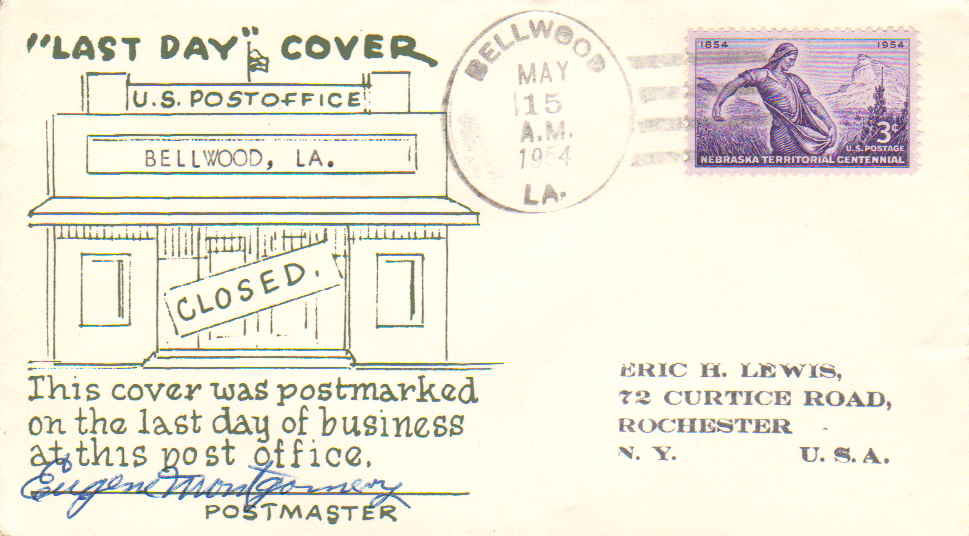 "LAST DAY" COVER
U.S. POSTOFFICE
BELLWOOD, LA.
CLOSED.
This cover was postmarked
on the last day of business
at this post office.
Eugene Montgomery
POSTMASTER
BELLWOOD
MAY
15
A.M.
1954
LA.
1854 1954
3¢
U.S. POSTAGE
NEBRASKA TERRITORIAL CENTENNIAL
ERIC H. LEWIS,
72 CURTICE ROAD,
ROCHESTER
N. Y. U. S. A.